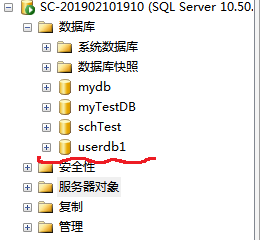 SC-201902101910 (SQL Server 10.50.
数据库
系统数据库
数据库快照
mydb
myTestDB
schTest
userdb1
安全性
服务器对象
复制
管理